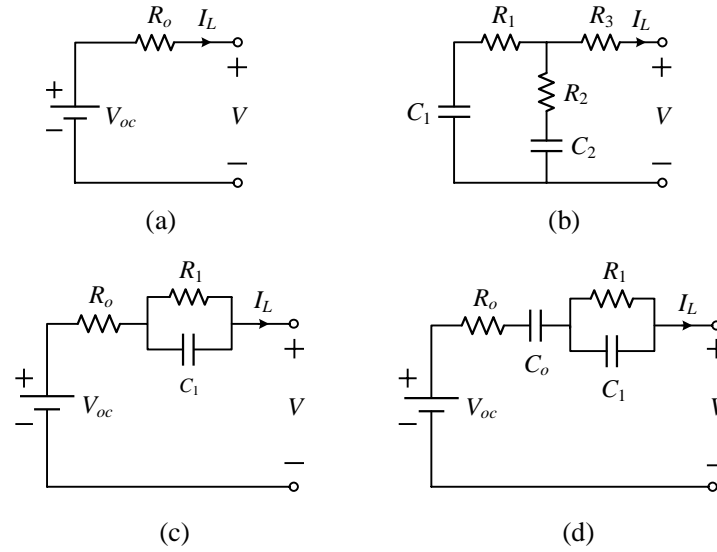 R_o I_L
+
V_oc
−
+
V
−
(a)
R_1 R_3 I_L
C_1
R_2
C_2
+
V
−
(b)
R_o R_1 I_L
C_1
+
V_oc
−
+
V
−
(c)
R_o C_o R_1 I_L
C_1
+
V_oc
−
+
V
−
(d)